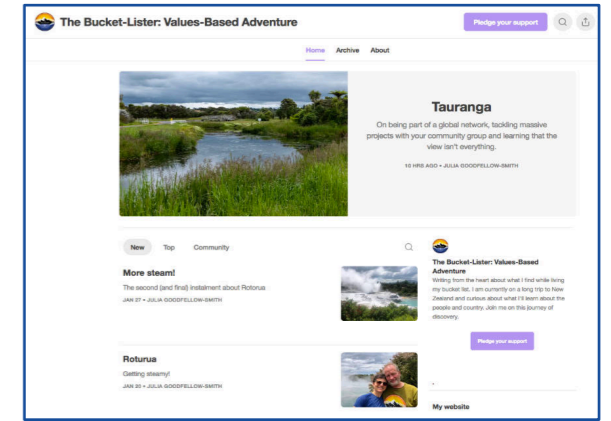 The Bucket-Lister: Values-Based Adventure
Pledge your support
Home Archive About
Tauranga
On being part of a global network, tackling massive
projects with your community group and learning that the
view isn't everything.
10 HRS AGO • JULIA GOODFELLOW-SMITH
New Top Community
More steam!
The second (and final) instalment about Rotorua
JAN 27 • JULIA GOODFELLOW-SMITH
Roturua
Getting steamy!
JAN 20 • JULIA GOODFELLOW-SMITH
The Bucket-Lister: Values-Based
Adventure
Writing from the heart about what I find while living
my bucket list. I am currently on a long trip to New
Zealand and curious about what I'll learn about the
people and country. Join me on this journey of
discovery.
Pledge your support
My website